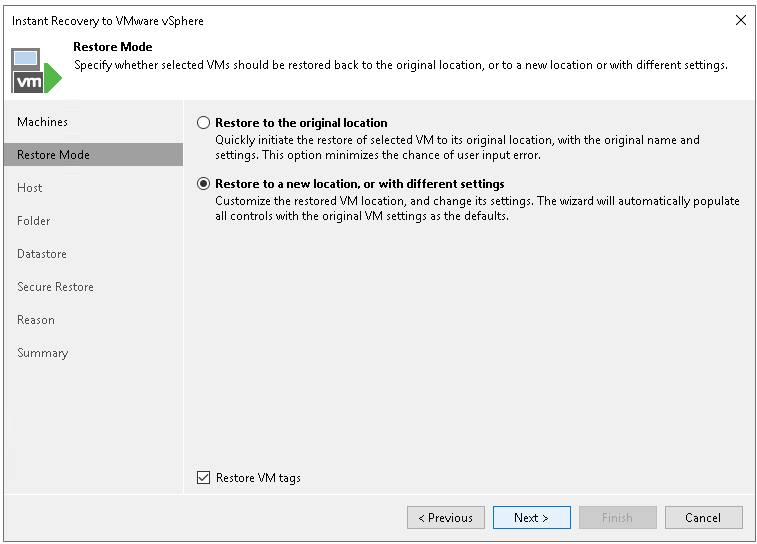 Instant Recovery to VMware vSphere
Restore Mode
Specify whether selected VMs should be restored back to the original location, or to a new location or with different settings.
vm
Machines
Restore Mode
Host
Folder
Datastore
Secure Restore
Reason
Summary
Restore to the original location
Quickly initiate the restore of selected VM to its original location, with the original name and
settings. This option minimizes the chance of user input error.
Restore to a new location, or with different settings
Customize the restored VM location, and change its settings. The wizard will automatically populate
all controls with the original VM settings as the defaults.
Restore VM tags
< Previous
Next >
Finish
Cancel